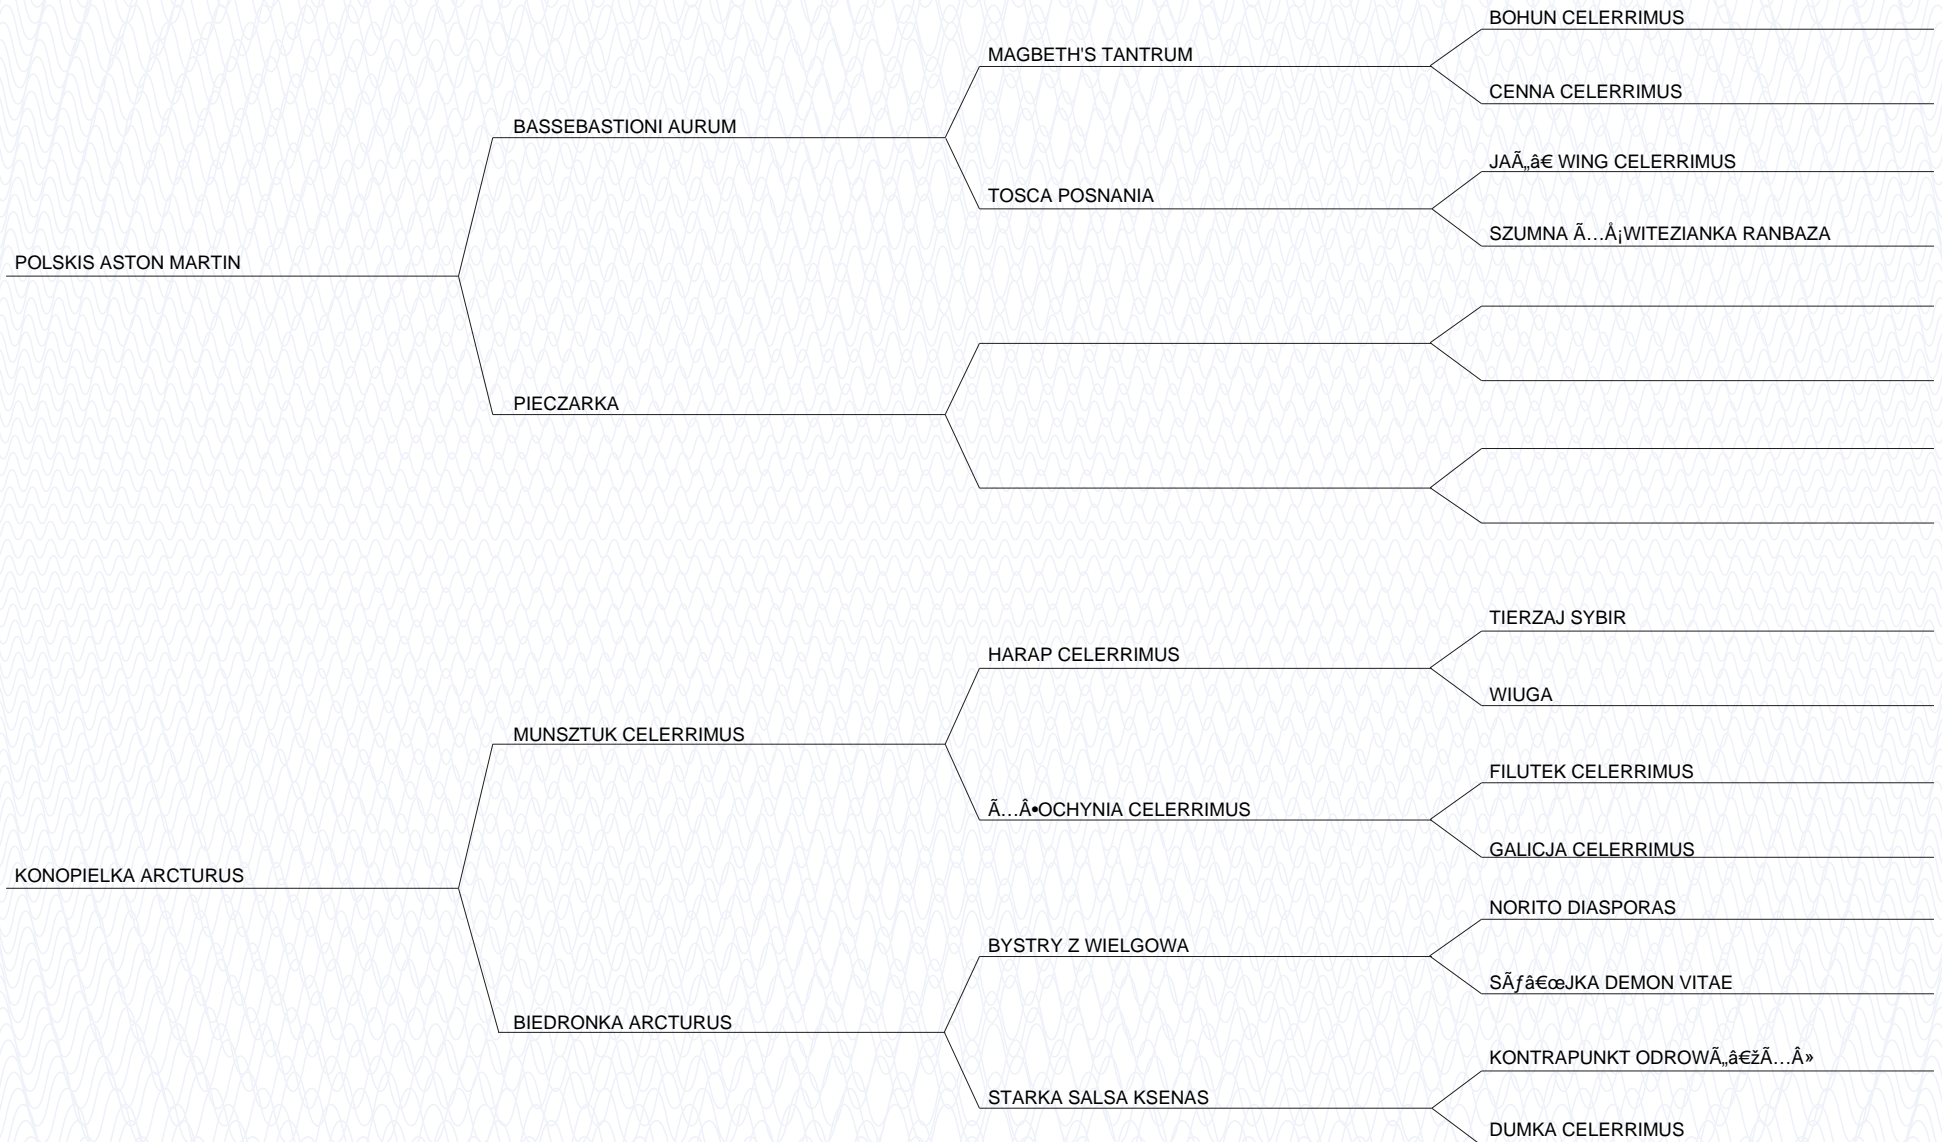 BOHUN CELERRIMUS
MAGBETH'S TANTRUM
CENNA CELERRIMUS
BASSEBASTIONI AURUM
JAÃ„â€ WING CELERRIMUS
TOSCA POSNANIA
SZUMNA Ã…Å¡WITEZIANKA RANBAZA
POLSKIS ASTON MARTIN
PIECZARKA
TIERZAJ SYBIR
HARAP CELERRIMUS
WIUGA
MUNSZTUK CELERRIMUS
FILUTEK CELERRIMUS
Ã…Â•OCHYNIA CELERRIMUS
GALICJA CELERRIMUS
KONOPIELKA ARCTURUS
NORITO DIASPORAS
BYSTRY Z WIELGOWA
SÃƒâ€œJKA DEMON VITAE
BIEDRONKA ARCTURUS
KONTRAPUNKT ODROWÃ„â€žÃ…Â»
STARKA SALSA KSENAS
DUMKA CELERRIMUS